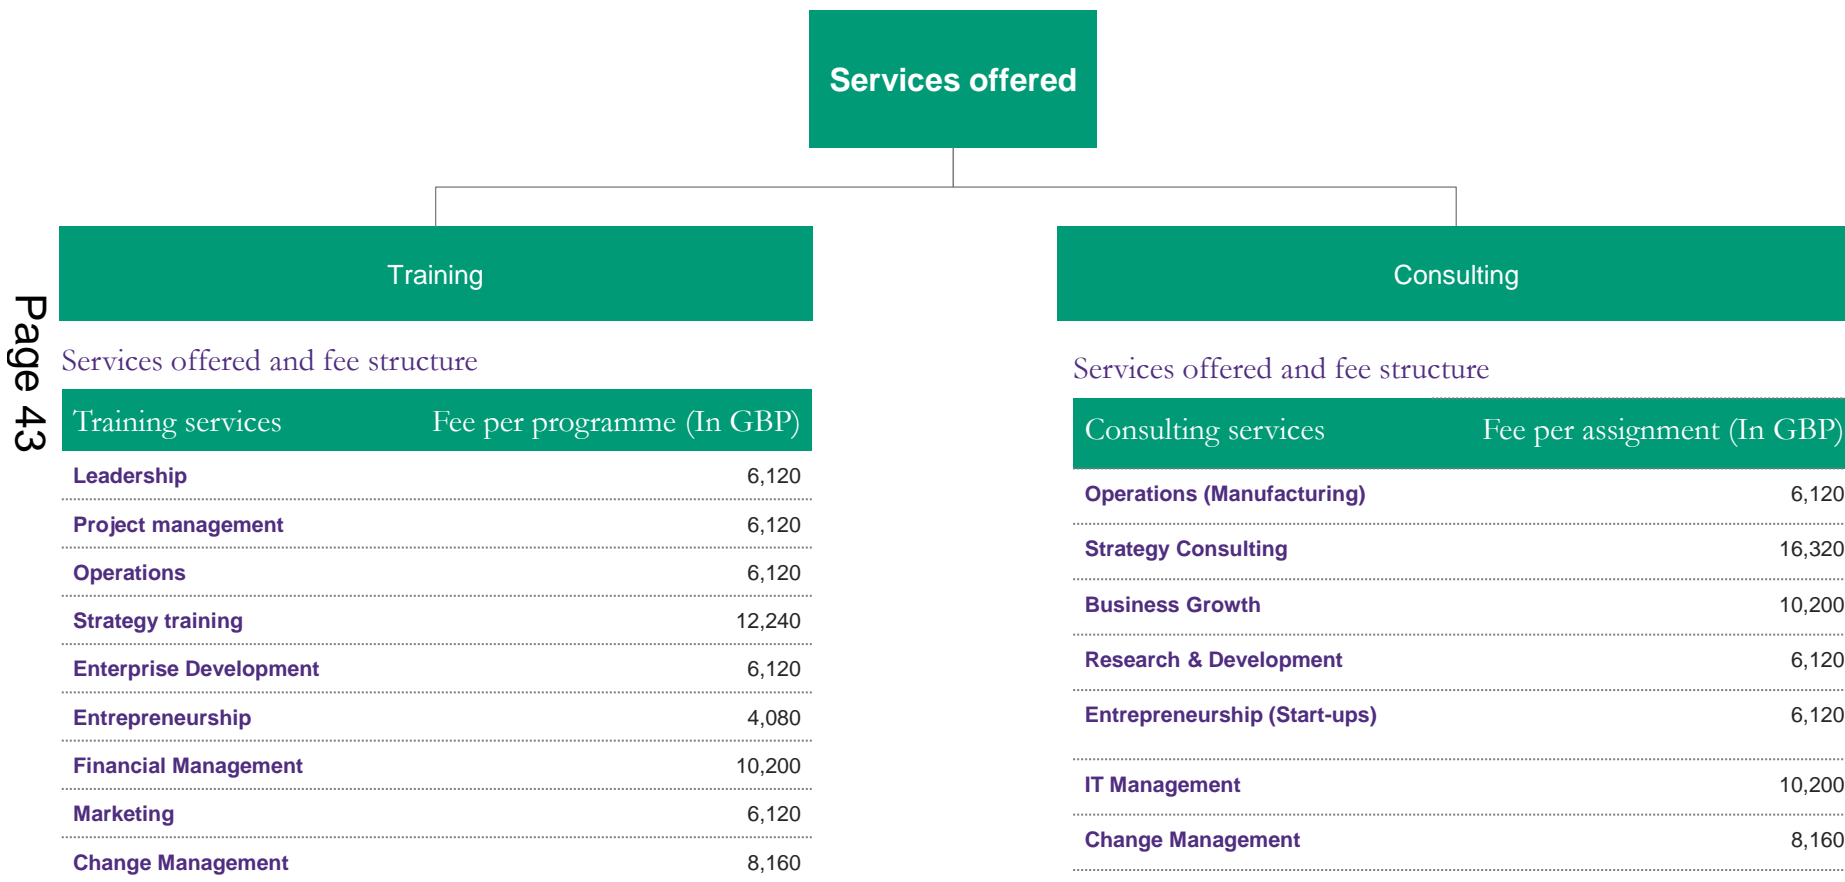 Services offered
Training
Consulting
Page 43
Services offered and fee structure
Training services Fee per programme (In GBP)
Leadership 6,120
Project management 6,120
Operations 6,120
Strategy training 12,240
Enterprise Development 6,120
Entrepreneurship 4,080
Financial Management 10,200
Marketing 6,120
Change Management 8,160
Services offered and fee structure
Consulting services Fee per assignment (In GBP)
Operations (Manufacturing) 6,120
Strategy Consulting 16,320
Business Growth 10,200
Research & Development 6,120
Entrepreneurship (Start-ups) 6,120
IT Management 10,200
Change Management 8,160